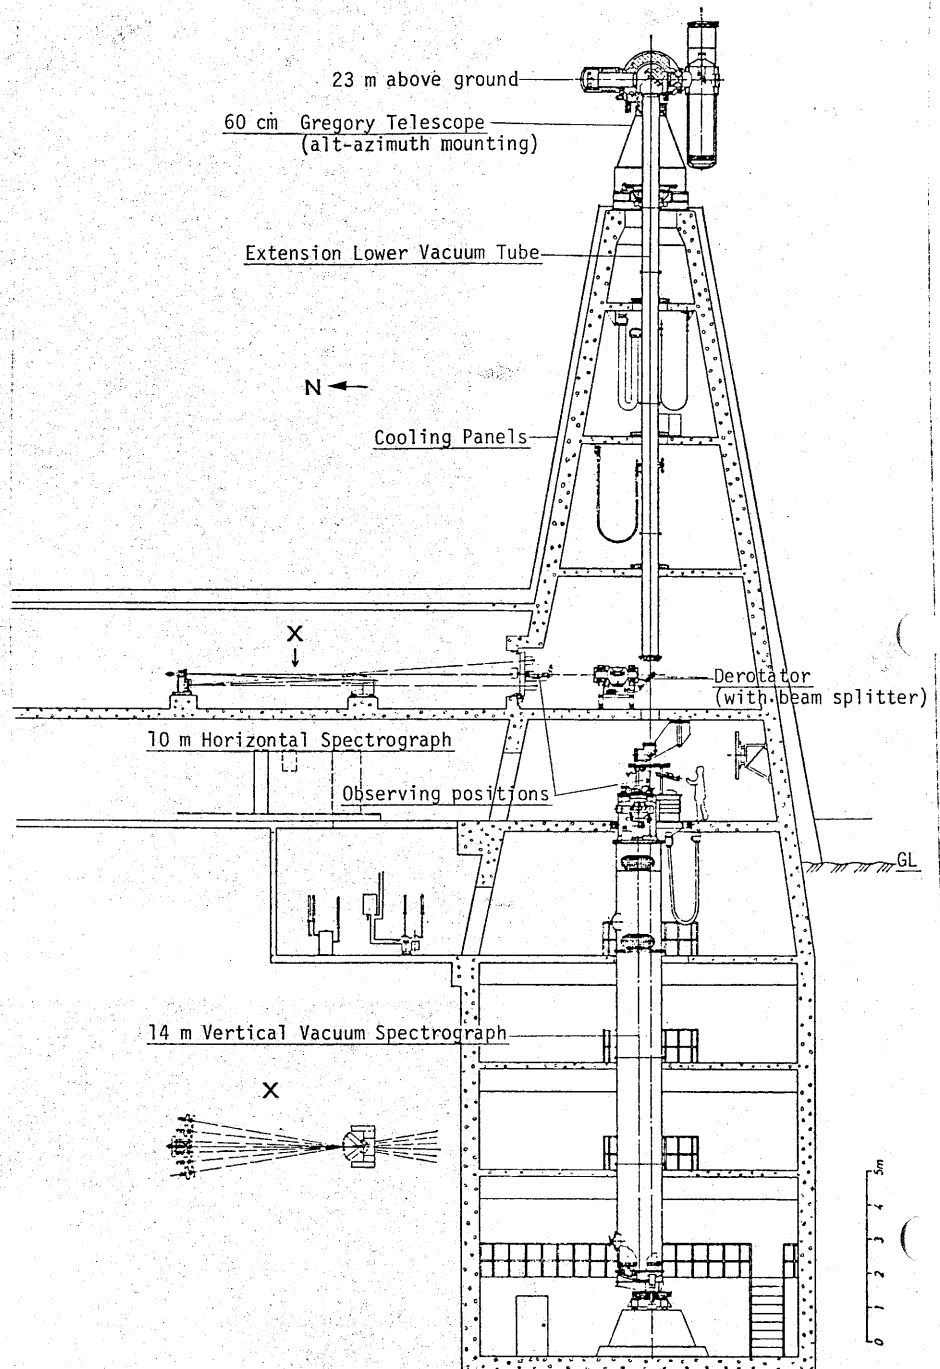 23 m above ground
60 cm Gregory Telescope
(alt-azimuth mounting)
Extension Lower Vacuum Tube
N
Cooling Panels
X
Derotator
(with beam splitter)
10 m Horizontal Spectrograph
Observing positions
GL
14 m Vertical Vacuum Spectrograph
X
5m
4
3
2
1
0